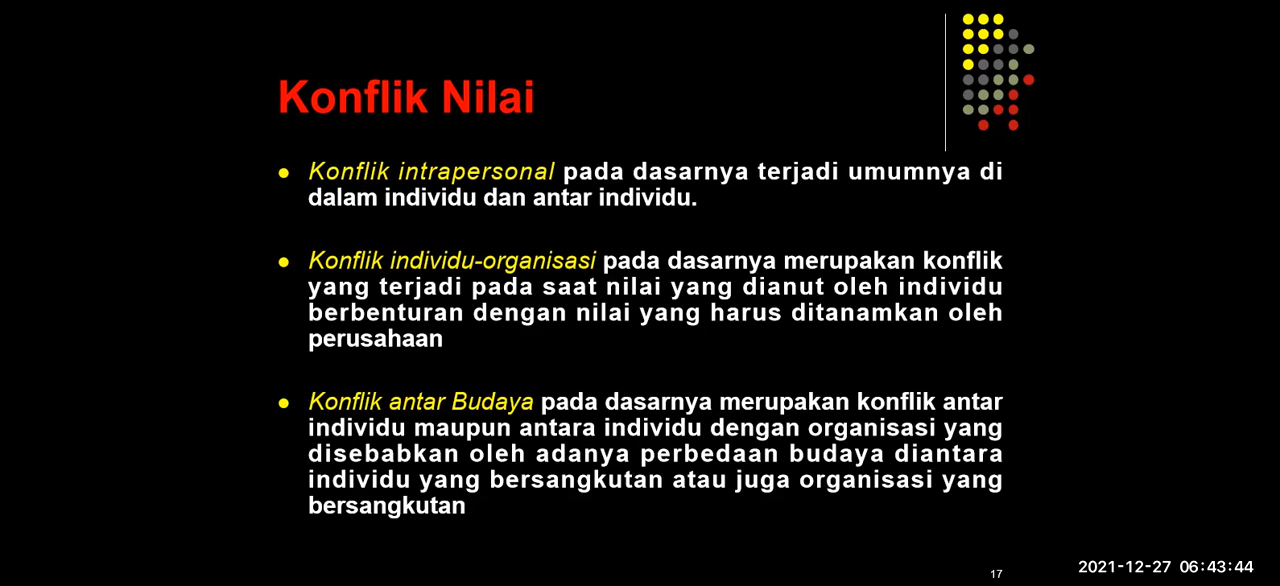 Konflik Nilai
● Konflik intrapersonal pada dasarnya terjadi umumnya di
dalam individu dan antar individu.
● Konflik individu-organisasi pada dasarnya merupakan konflik
yang terjadi pada saat nilai yang dianut oleh individu
berbenturan dengan nilai yang harus ditanamkan oleh
perusahaan
● Konflik antar Budaya pada dasarnya merupakan konflik antar
individu maupun antara individu dengan organisasi yang
disebabkan oleh adanya perbedaan budaya diantara
individu yang bersangkutan atau juga organisasi yang
bersangkutan
17
2021-12-27 06:43:44